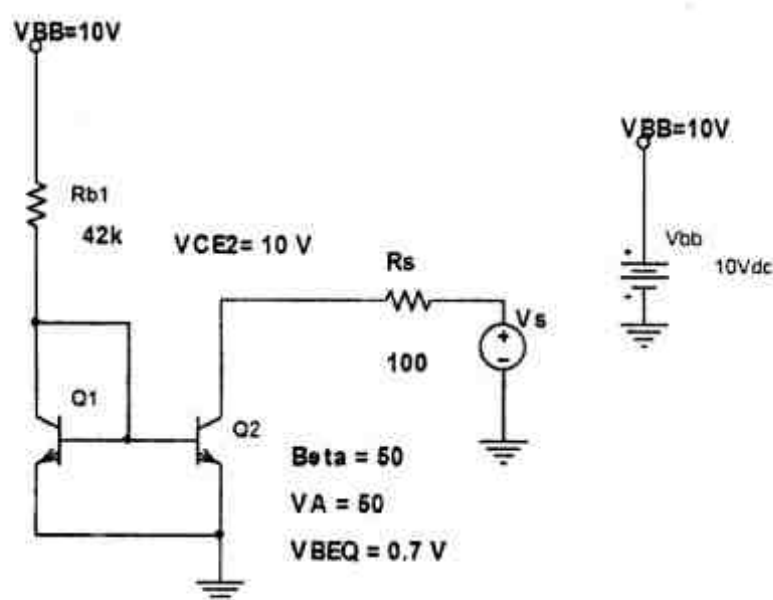 VBB=10V
Rb1
42k
VCE2= 10 V
Rs
100
Vs
+
-
VBB=10V
Vbb
10Vdc
+
-
Q1
Q2
Beta = 50
VA = 50
VBEQ = 0.7 V